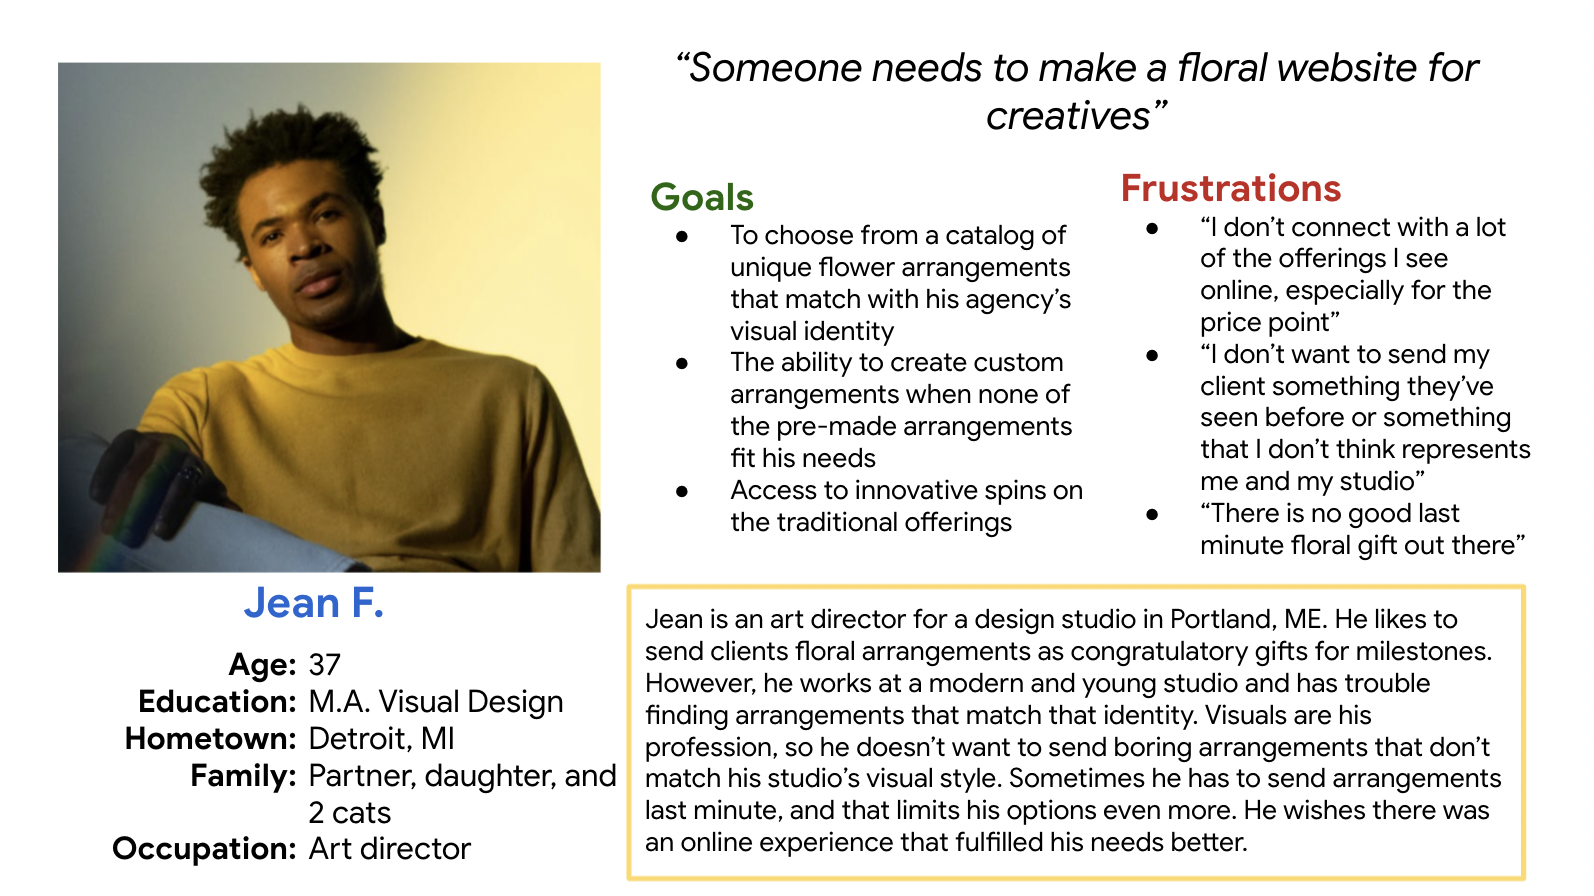 “Someone needs to make a floral website for
creatives”
Goals
● To choose from a catalog of
unique flower arrangements
that match with his agency’s
visual identity
● The ability to create custom
arrangements when none of
the pre-made arrangements
fit his needs
● Access to innovative spins on
the traditional offerings
Frustrations
● “I don’t connect with a lot
of the offerings I see
online, especially for the
price point”
● “I don’t want to send my
client something they’ve
seen before or something
that I don’t think represents
me and my studio”
● “There is no good last
minute floral gift out there”
Jean F.
Age: 37
Education: M.A. Visual Design
Hometown: Detroit, MI
Family: Partner, daughter, and
2 cats
Occupation: Art director
Jean is an art director for a design studio in Portland, ME. He likes to
send clients floral arrangements as congratulatory gifts for milestones.
However, he works at a modern and young studio and has trouble
finding arrangements that match that identity. Visuals are his
profession, so he doesn’t want to send boring arrangements that don’t
match his studio’s visual style. Sometimes he has to send arrangements
last minute, and that limits his options even more. He wishes there was
an online experience that fulfilled his needs better.